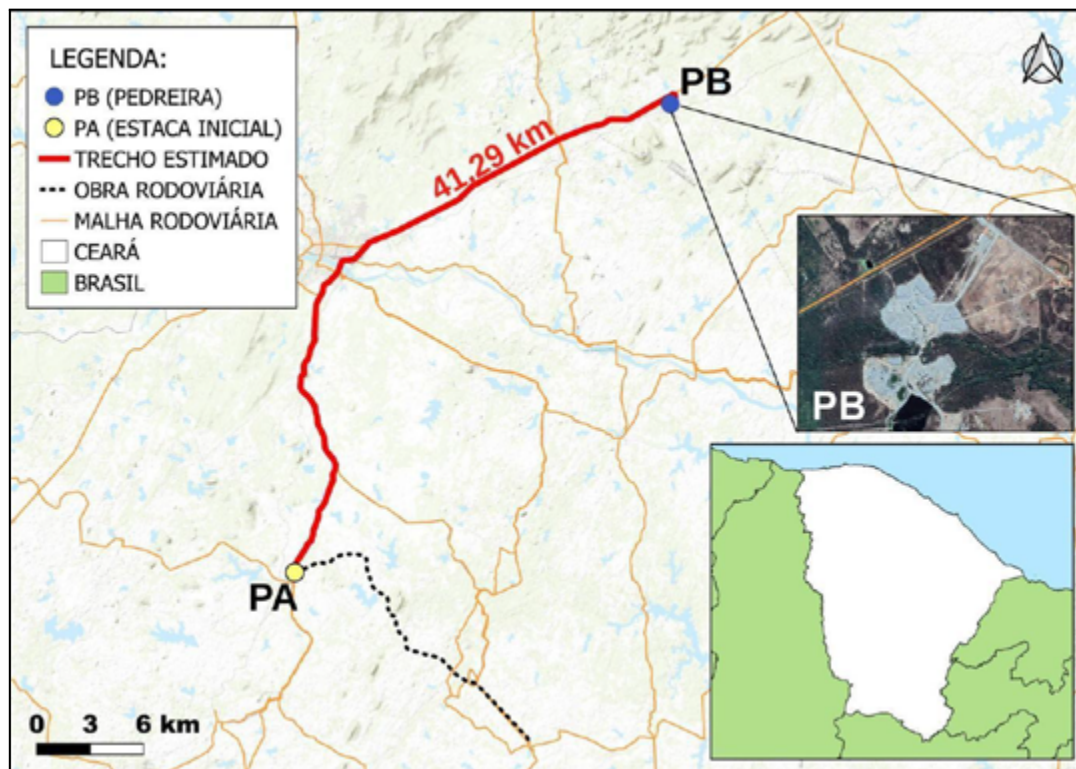 LEGENDA:
PB (PEDREIRA)
PA (ESTACA INICIAL)
TRECHO ESTIMADO
OBRA RODOVIÁRIA
MALHA RODOVIÁRIA
CEARÁ
BRASIL
PB
41,29 km
PB
PA
0 3 6 km